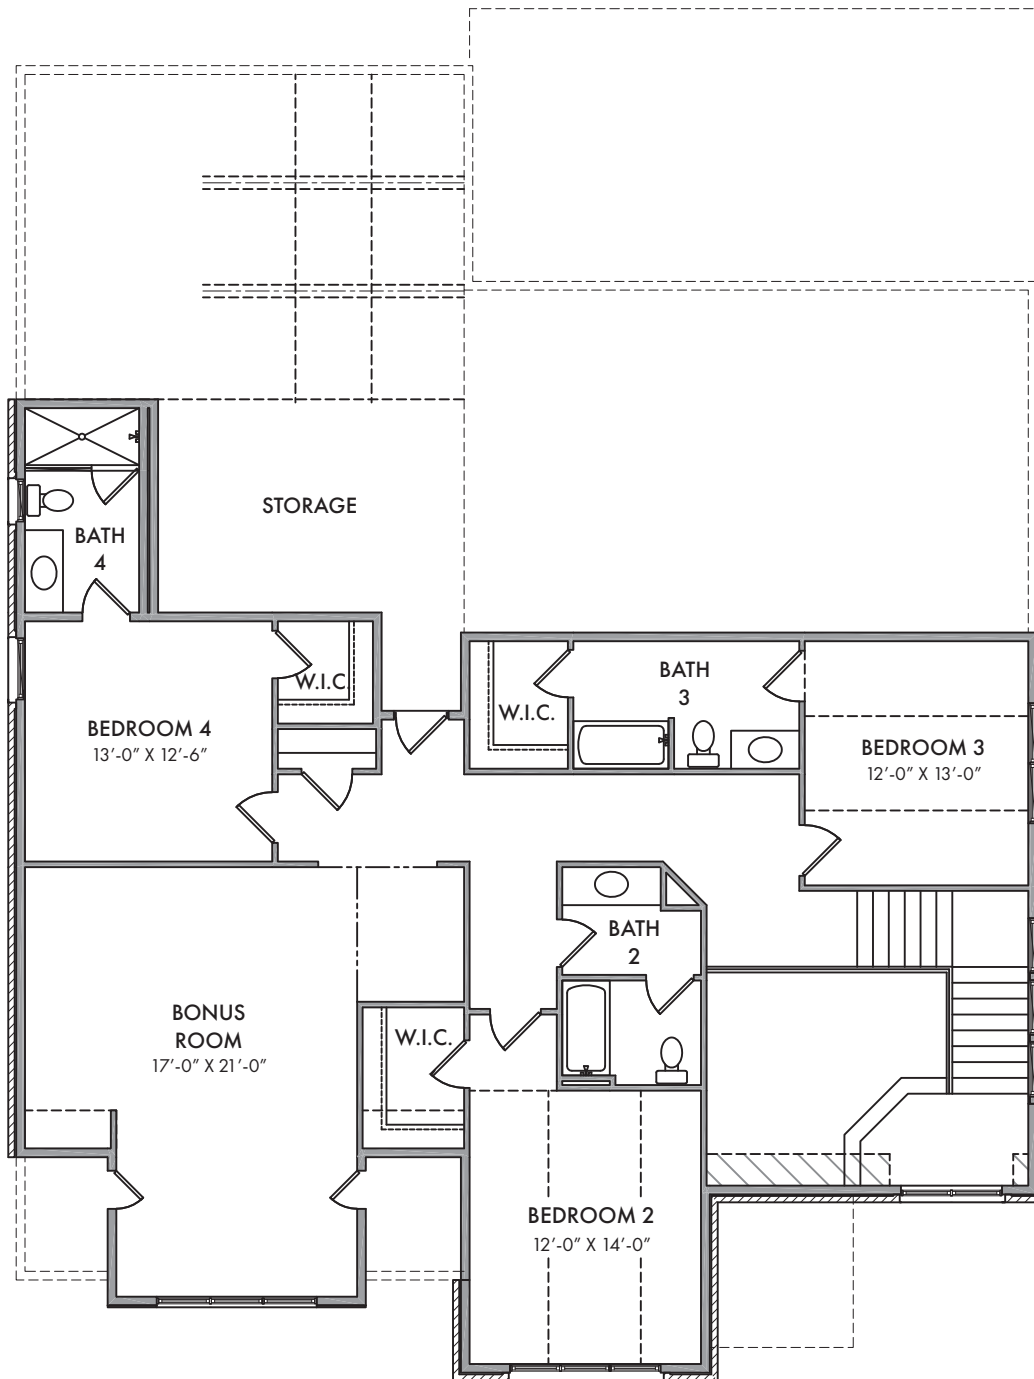 STORAGE
BATH
4
W.I.C.
BEDROOM 4
13’-0” X 12’-6”
BATH
3
W.I.C.
BEDROOM 3
12’-0” X 13’-0”
BATH
2
BONUS
ROOM
17’-0” X 21’-0”
W.I.C.
BEDROOM 2
12’-0” X 14’-0”